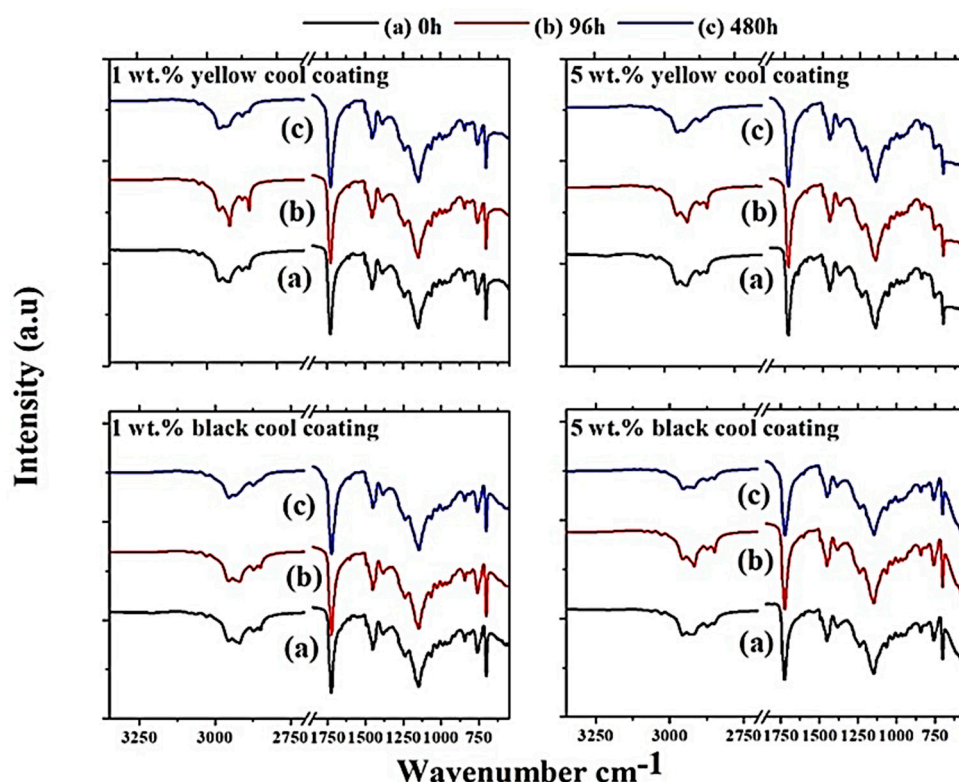 (a) 0h (b) 96h (c) 480h
1 wt.% yellow cool coating
(c)
(b)
(a)
5 wt.% yellow cool coating
(c)
(b)
(a)
Intensity (a.u)
1 wt.% black cool coating
(c)
(b)
(a)
5 wt.% black cool coating
(c)
(b)
(a)
3250 3000 2750 1750 1500 1250 1000 750
3250 3000 2750 1750 1500 1250 1000 750
Wavenumber cm-1